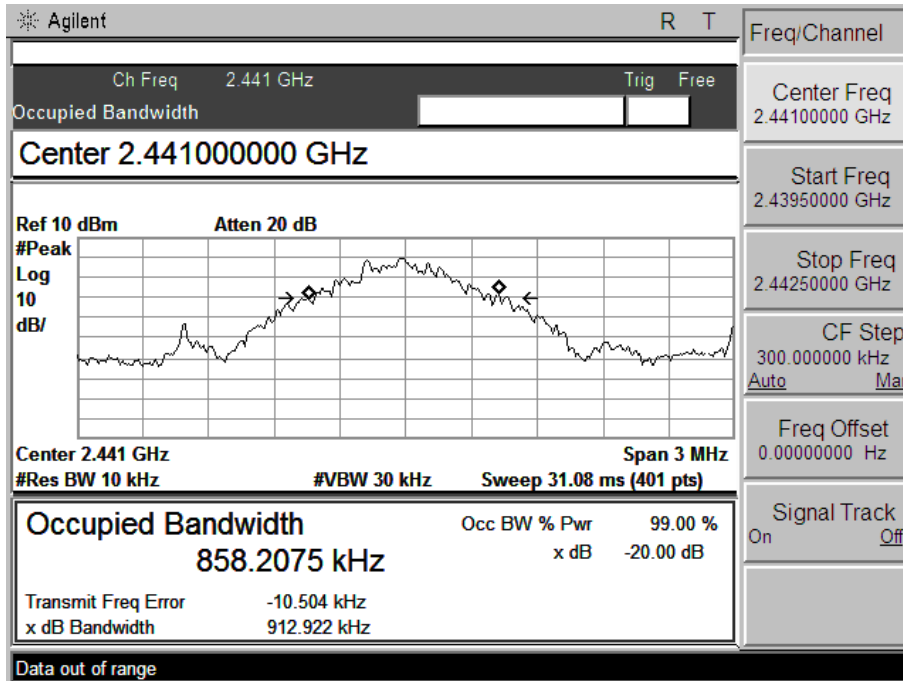 Agilent R T
Ch Freq 2.441 GHz Trig Free
Occupied Bandwidth
Center 2.441000000 GHz
Ref 10 dBm Atten 20 dB
#Peak
Log
10
dB/
Center 2.441 GHz Span 3 MHz
#Res BW 10 kHz #VBW 30 kHz Sweep 31.08 ms (401 pts)
Occupied Bandwidth
858.2075 kHz
Occ BW % Pwr 99.00 %
x dB -20.00 dB
Transmit Freq Error -10.504 kHz
x dB Bandwidth 912.922 kHz
Data out of range
Freq/Channel
Center Freq
2.44100000 GHz
Start Freq
2.43950000 GHz
Stop Freq
2.44250000 GHz
CF Step
300.000000 kHz
Auto Mar
Freq Offset
0.00000000 Hz
Signal Track
On Off